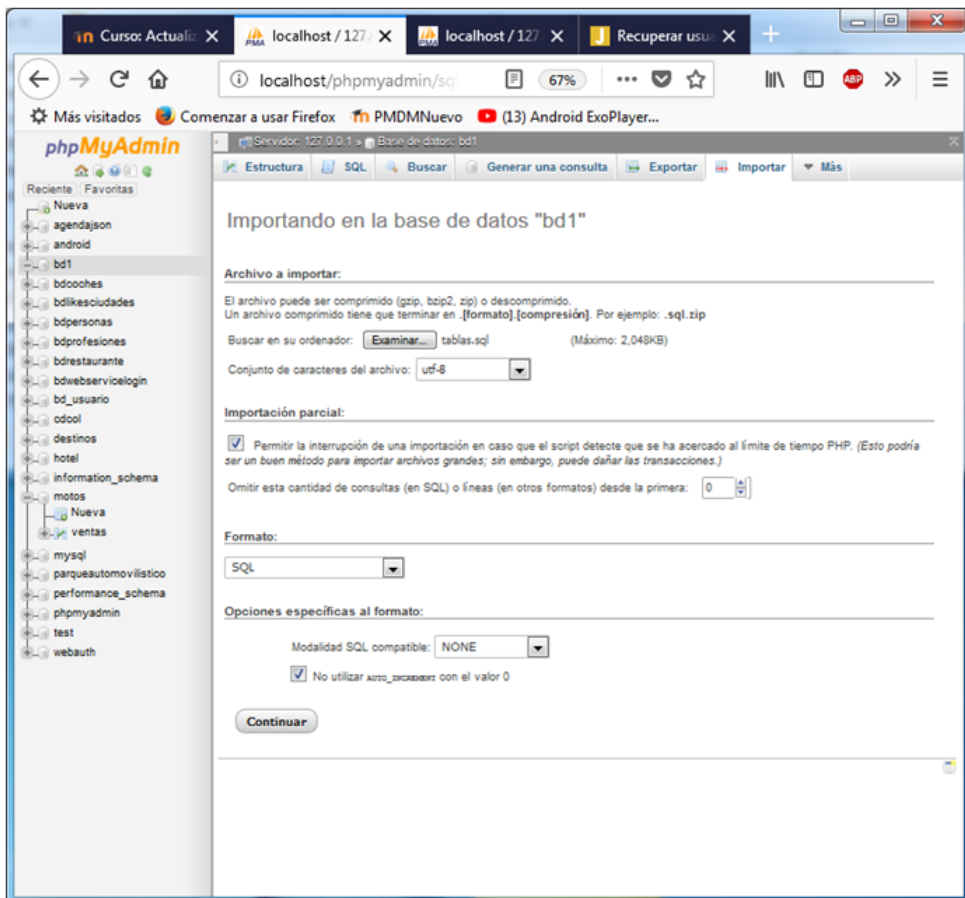 Curso: Actualiz
localhost / 127.
localhost / 127
Recuperar usua
localhost/phpmyadmin/sql
67%
ABP
Más visitados Comenzar a usar Firefox PMDMNuevo (13) Android ExoPlayer...
phpMyAdmin
Reciente Favoritas
Nueva
agendajson
android
bd1
bdcoches
bdlikesciudades
bdpersonas
bdprofesiones
bdrestaurante
bdwebservicelogin
bd_usuario
cdcol
destinos
hotel
information_schema
motos
Nueva
ventas
mysql
parqueautomovilistico
performance_schema
phpmyadmin
test
webauth
Servidor: 127.0.0.1 » Base de datos: bd1
Estructura SQL Buscar Generar una consulta Exportar Importar Más
Importando en la base de datos "bd1"
Archivo a importar:
El archivo puede ser comprimido (gzip, bzip2, zip) o descomprimido.
Un archivo comprimido tiene que terminar en .[formato].[compresión]. Por ejemplo: .sql.zip
Buscar en su ordenador: Examinar... tablas.sql (Máximo: 2,048KB)
Conjunto de caracteres del archivo: utf-8
Importación parcial:
Permitir la interrupción de una importación en caso que el script detecte que se ha acercado al límite de tiempo PHP. (Esto podría
ser un buen método para importar archivos grandes; sin embargo, puede dañar las transacciones.)
Omitir esta cantidad de consultas (en SQL) o líneas (en otros formatos) desde la primera: 0
Formato:
SQL
Opciones específicas al formato:
Modalidad SQL compatible: NONE
No utilizar AUTO_INCREMENT con el valor 0
Continuar